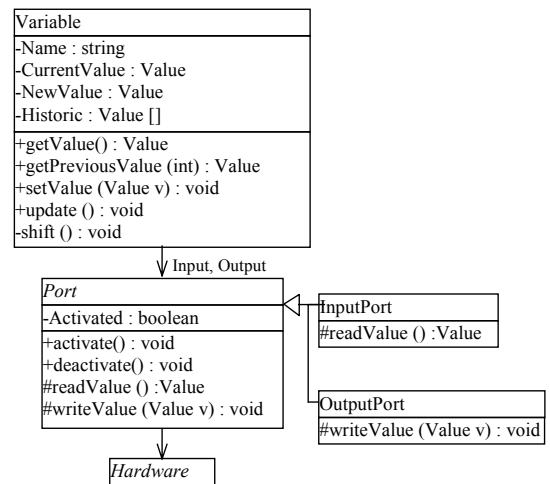 Variable
-Name : string
-CurrentValue : Value
-NewValue : Value
-Historic : Value []
+getValue() : Value
+getPreviousValue (int) : Value
+setValue (Value v) : void
+update () : void
-shift () : void
Input, Output
Port
-Activated : boolean
+activate() : void
+deactivate() : void
#readValue () :Value
#writeValue (Value v) : void
InputPort
#readValue () :Value
OutputPort
#writeValue (Value v) : void
Hardware